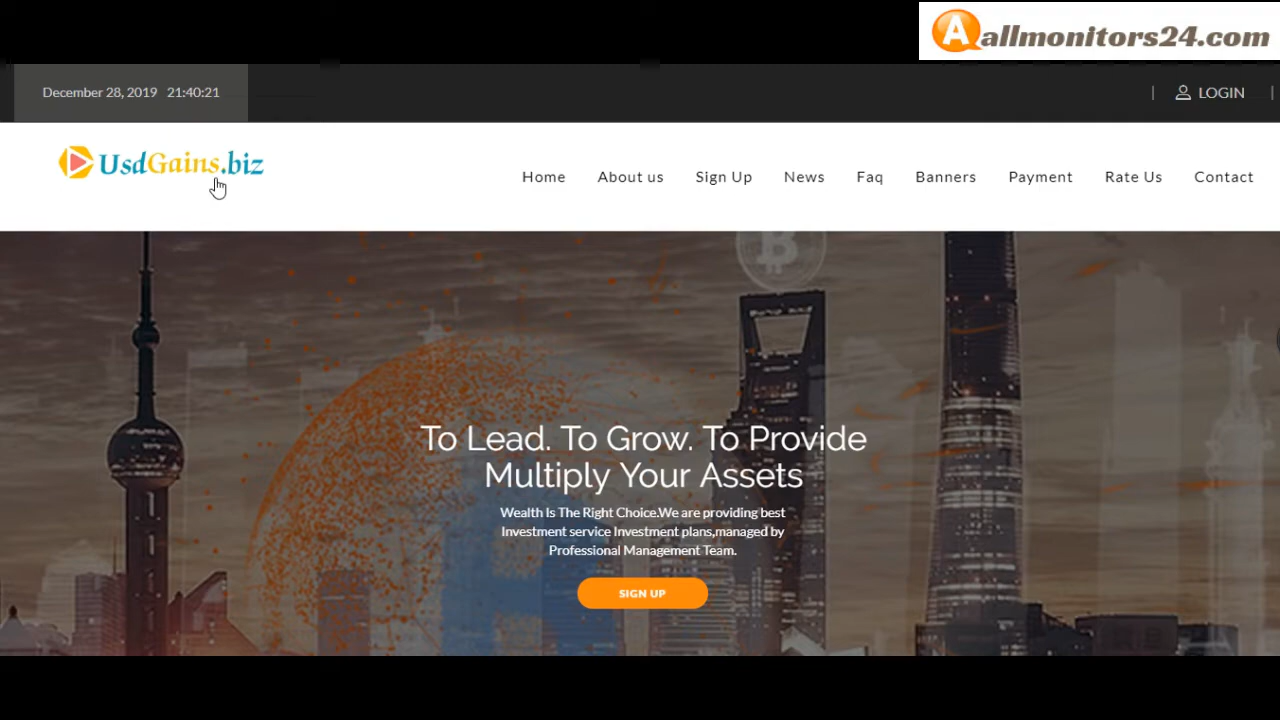 Aallmonitors24.com
December 28, 2019 21:40:21
| LOGIN |
UsdGains.biz
Home About us Sign Up News Faq Banners Payment Rate Us Contact
To Lead. To Grow. To Provide
Multiply Your Assets
Wealth Is The Right Choice.We are providing best
Investment service Investment plans,managed by
Professional Management Team.
SIGN UP